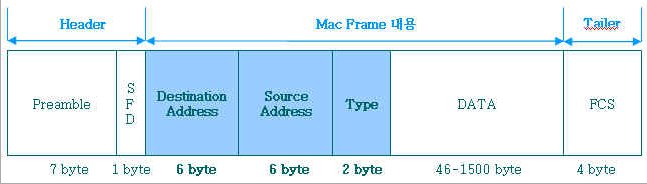 Header
Mac Frame 내용
Tailer
Preamble
S
F
D
Destination
Address
Source
Address
Type
DATA
FCS
7 byte
1 byte
6 byte
6 byte
2 byte
46-1500 byte
4 byte